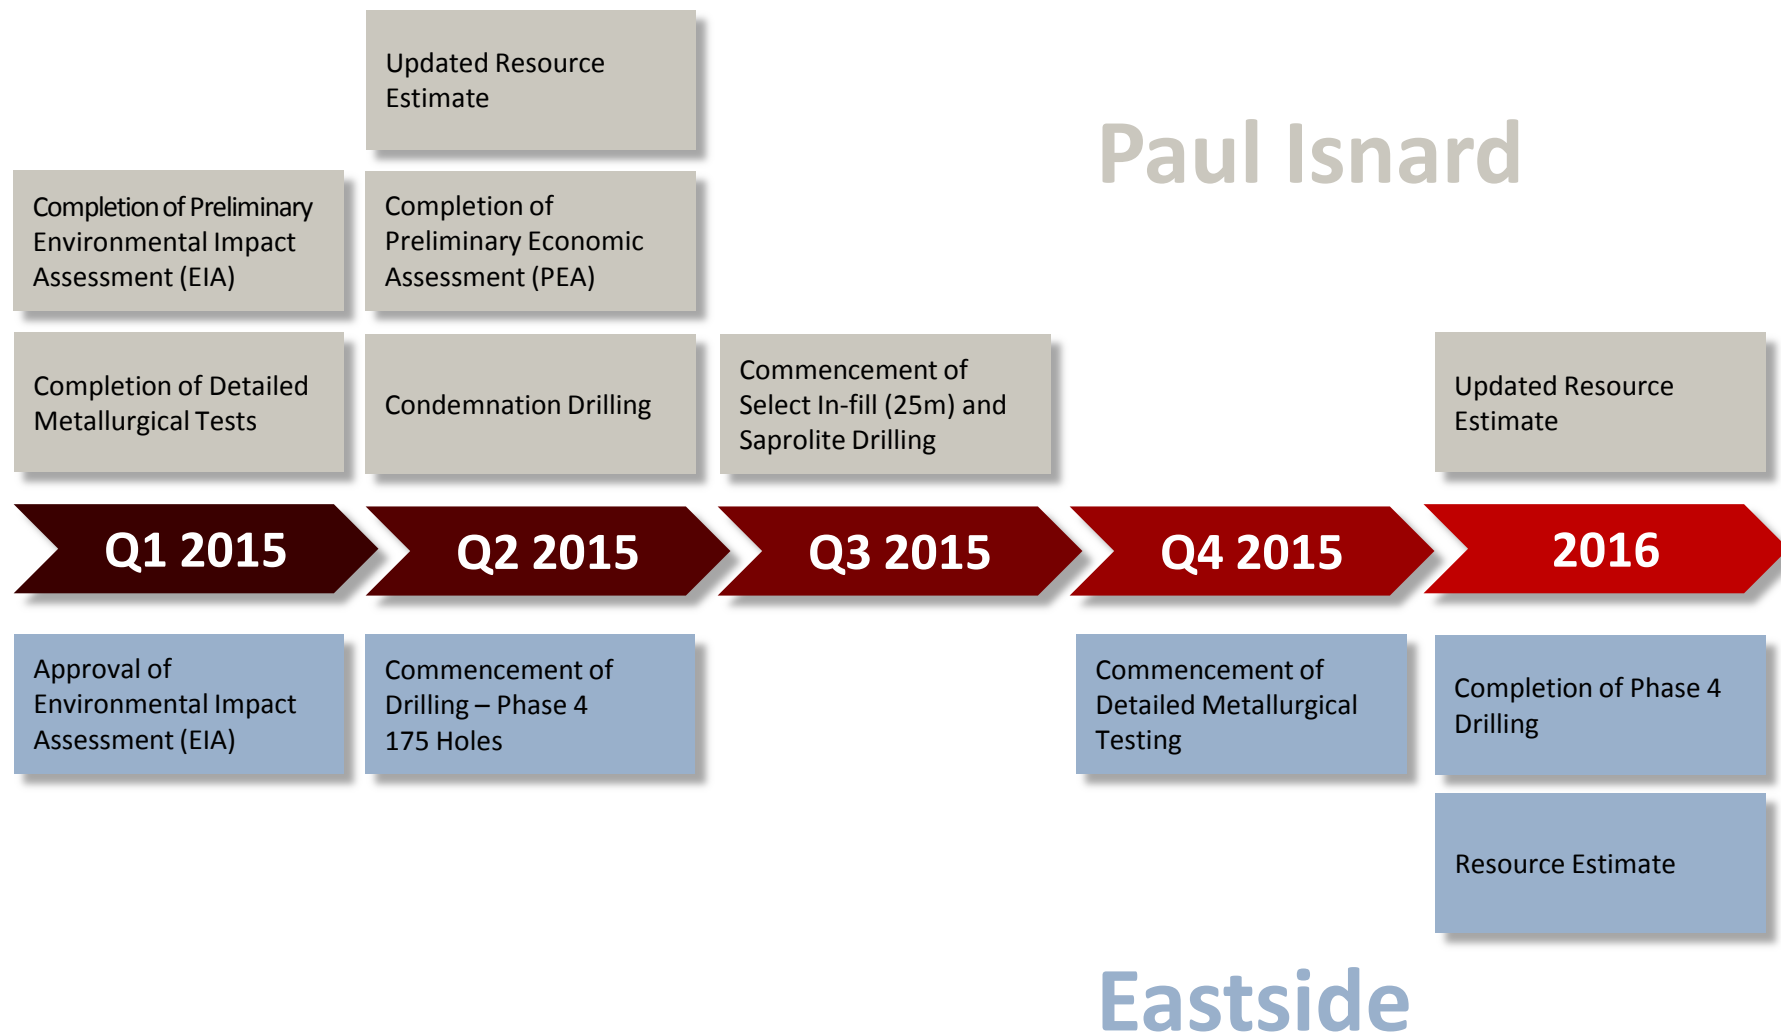 Updated Resource
Estimate
Paul Isnard
Completion of Preliminary
Environmental Impact
Assessment (EIA)
Completion of
Preliminary Economic
Assessment (PEA)
Completion of Detailed
Metallurgical Tests
Condemnation Drilling
Commencement of
Select In-fill (25m) and
Saprolite Drilling
Updated Resource
Estimate
Q1 2015
Q2 2015
Q3 2015
Q4 2015
2016
Approval of
Environmental Impact
Assessment (EIA)
Commencement of
Drilling – Phase 4
175 Holes
Commencement of
Detailed Metallurgical
Testing
Completion of Phase 4
Drilling
Resource Estimate
Eastside